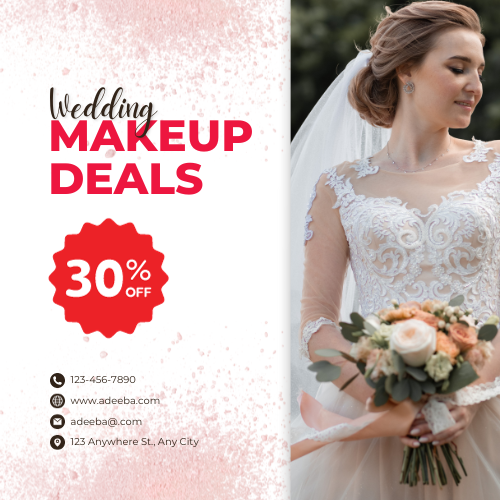 Wedding
MAKEUP
DEALS
30% OFF
123-456-7890
www.adeeba.com
adeeba@.com
123 Anywhere St., Any City